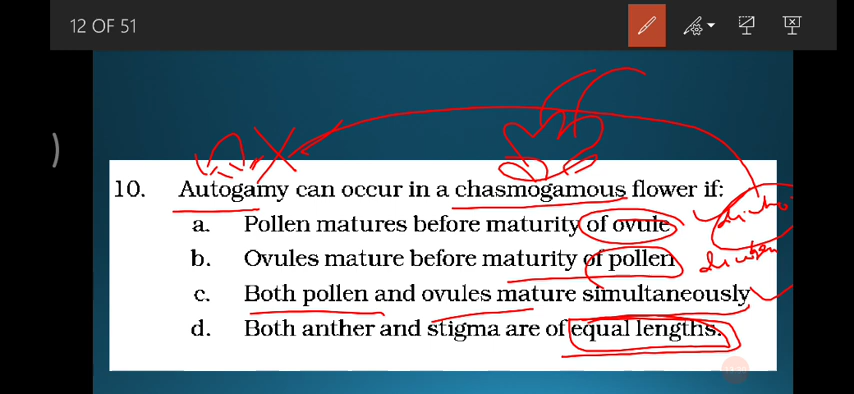 12 OF 51
10. Autogamy can occur in a chasmogamous flower if:
a. Pollen matures before maturity of ovule
b. Ovules mature before maturity of pollen
c. Both pollen and ovules mature simultaneously
d. Both anther and stigma are of equal lengths.